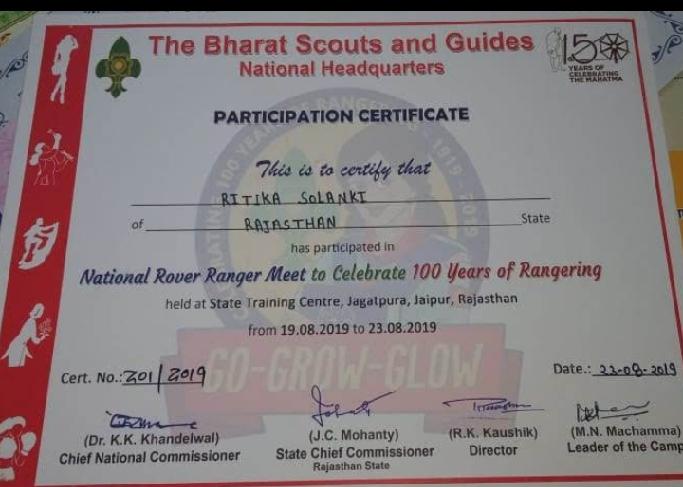 The Bharat Scouts and Guides
National Headquarters
150
YEARS OF
CELEBRATING
THE MAHATMA
PARTICIPATION CERTIFICATE
This is to certify that
RITIKA SOLANKI
of RAJASTHAN State
has participated in
National Rover Ranger Meet to Celebrate 100 Years of Rangering
held at State Training Centre, Jagatpura, Jaipur, Rajasthan
from 19.08.2019 to 23.08.2019
GO-GROW-GLOW
Cert. No.: 201/2019
Date.: 23-08-2019
(Dr. K.K. Khandelwal)
Chief National Commissioner
(J.C. Mohanty)
State Chief Commissioner
Rajasthan State
(R.K. Kaushik)
Director
(M.N. Machamma)
Leader of the Camp